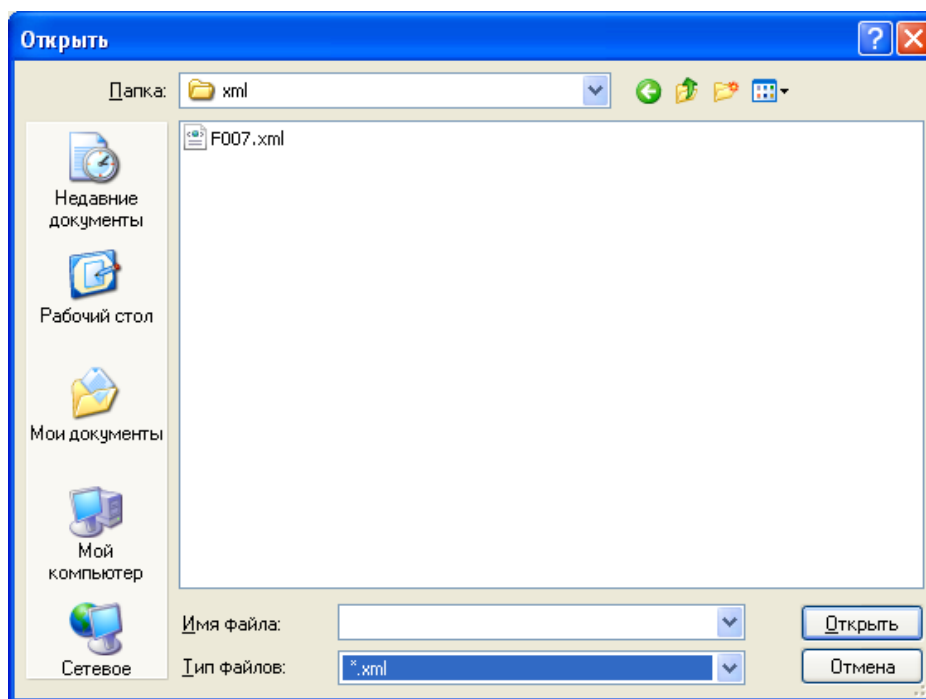 Открыть
Папка:
xml
F007.xml
Недавние
документы
Рабочий стол
Мои документы
Мой
компьютер
Сетевое
Имя файла:
Открыть
Тип файлов:
*.xml
Отмена